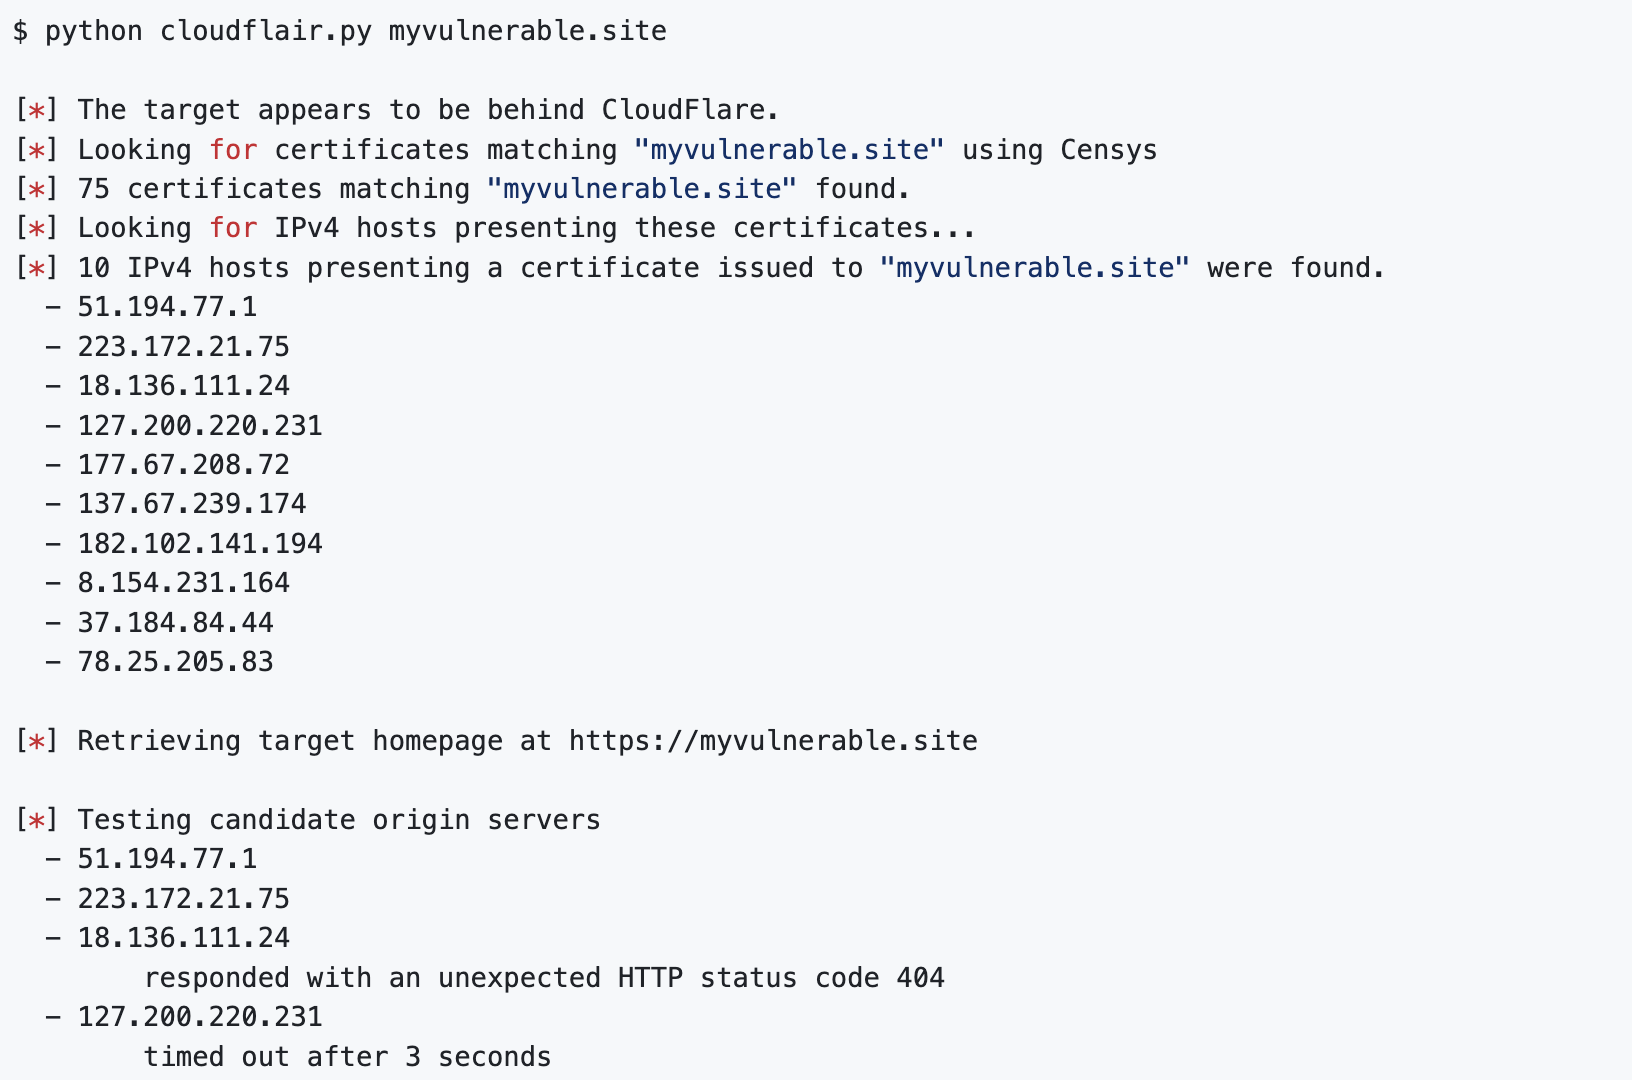 $ python cloudflair.py myvulnerable.site
[*] The target appears to be behind CloudFlare.
[*] Looking for certificates matching "myvulnerable.site" using Censys
[*] 75 certificates matching "myvulnerable.site" found.
[*] Looking for IPv4 hosts presenting these certificates...
[*] 10 IPv4 hosts presenting a certificate issued to "myvulnerable.site" were found.
  - 51.194.77.1
  - 223.172.21.75
  - 18.136.111.24
  - 127.200.220.231
  - 177.67.208.72
  - 137.67.239.174
  - 182.102.141.194
  - 8.154.231.164
  - 37.184.84.44
  - 78.25.205.83
[*] Retrieving target homepage at https://myvulnerable.site
[*] Testing candidate origin servers
  - 51.194.77.1
  - 223.172.21.75
  - 18.136.111.24
        responded with an unexpected HTTP status code 404
  - 127.200.220.231
        timed out after 3 seconds